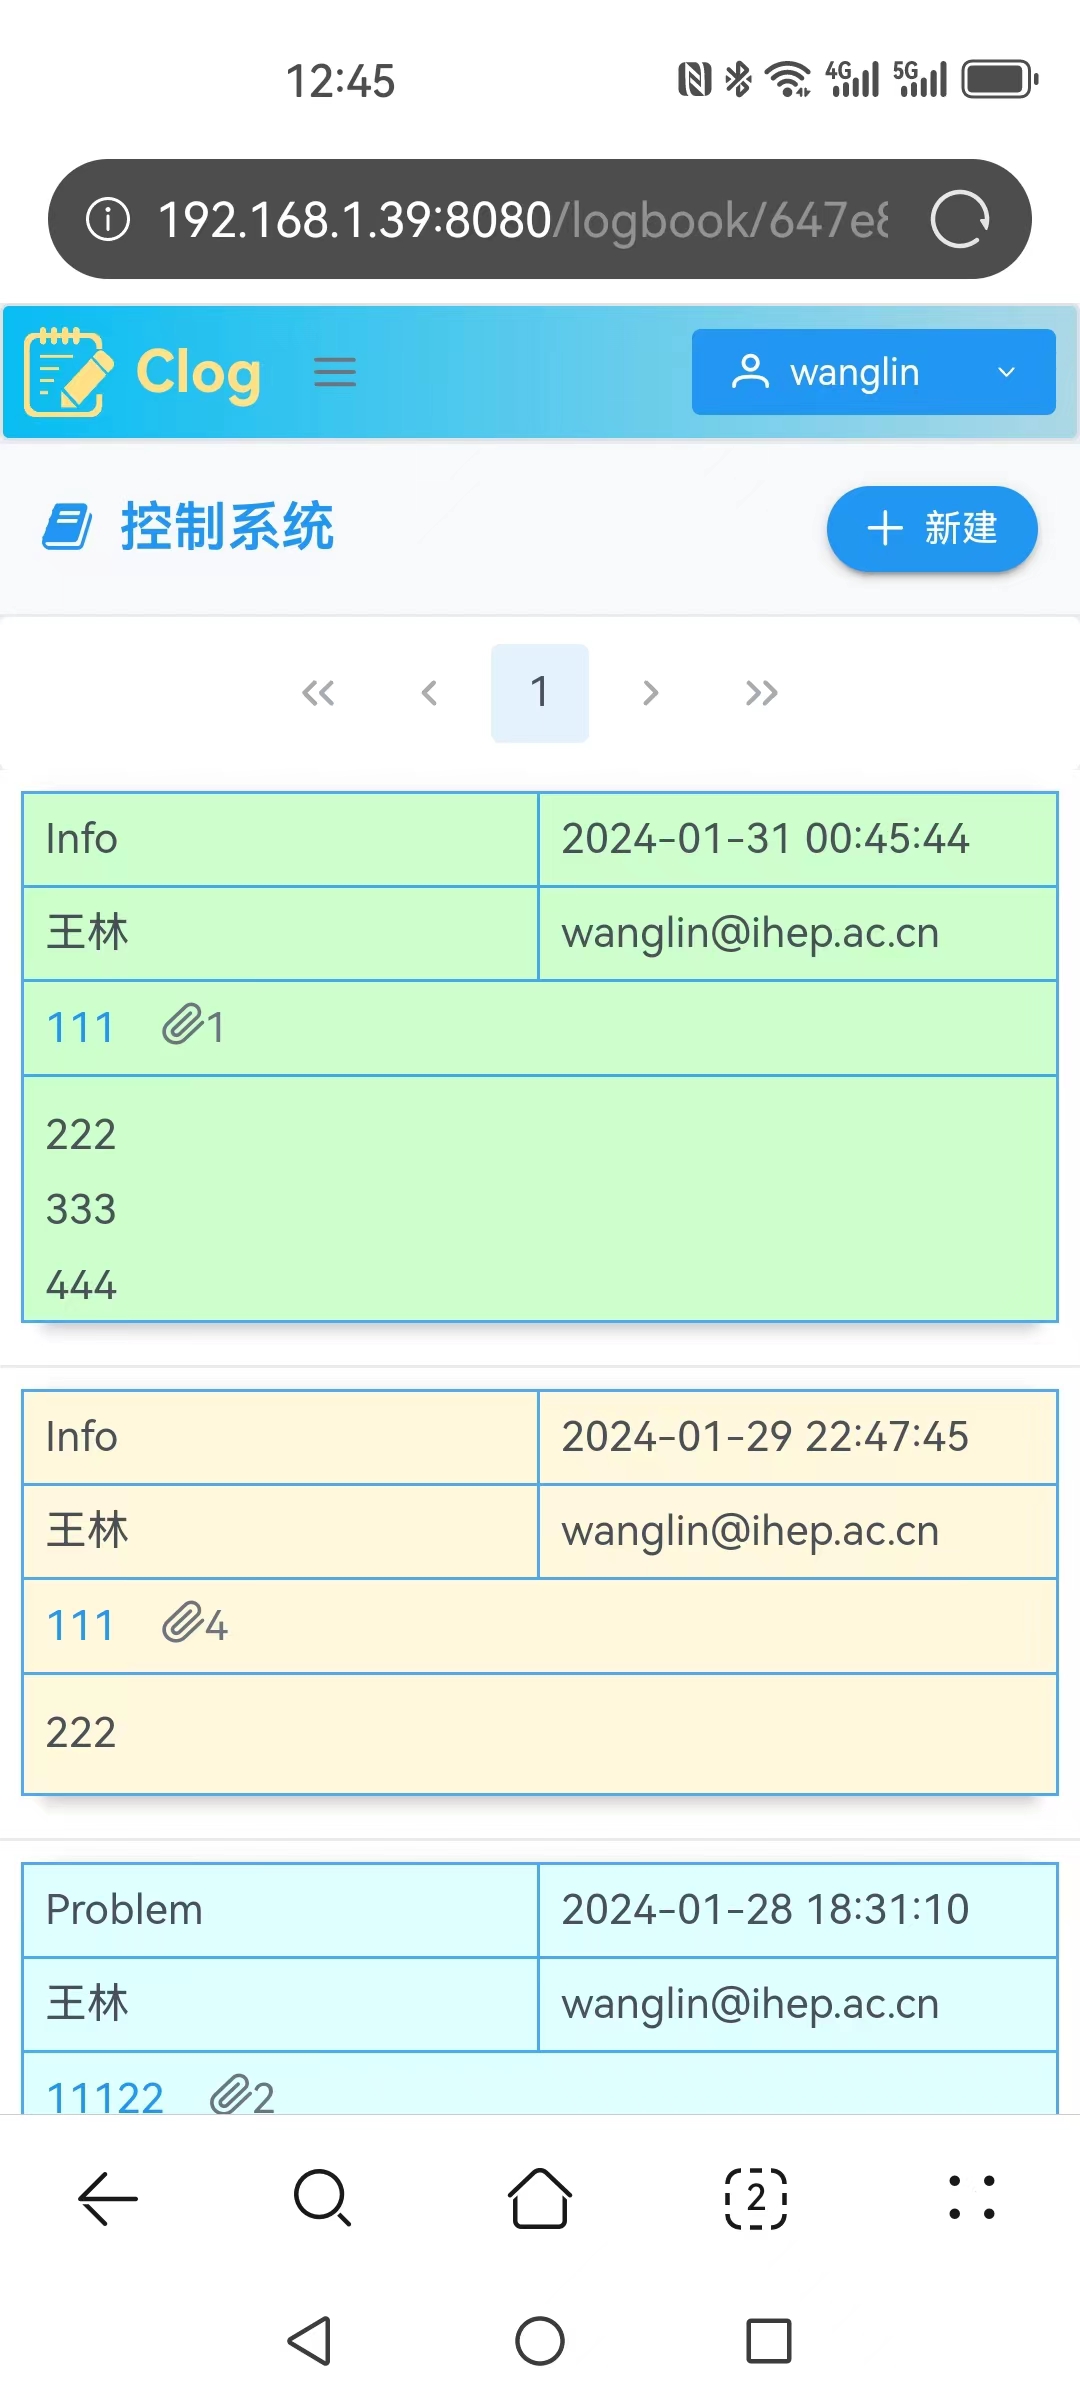 12:45 4G 5G
192.168.1.39:8080/logbook/647e
Clog wanglin
控制系统 新建
1
Info 2024-01-31 00:45:44
王林 wanglin@ihep.ac.cn
111 1
222
333
444
Info 2024-01-29 22:47:45
王林 wanglin@ihep.ac.cn
111 4
222
Problem 2024-01-28 18:31:10
王林 wanglin@ihep.ac.cn
11122 2
2